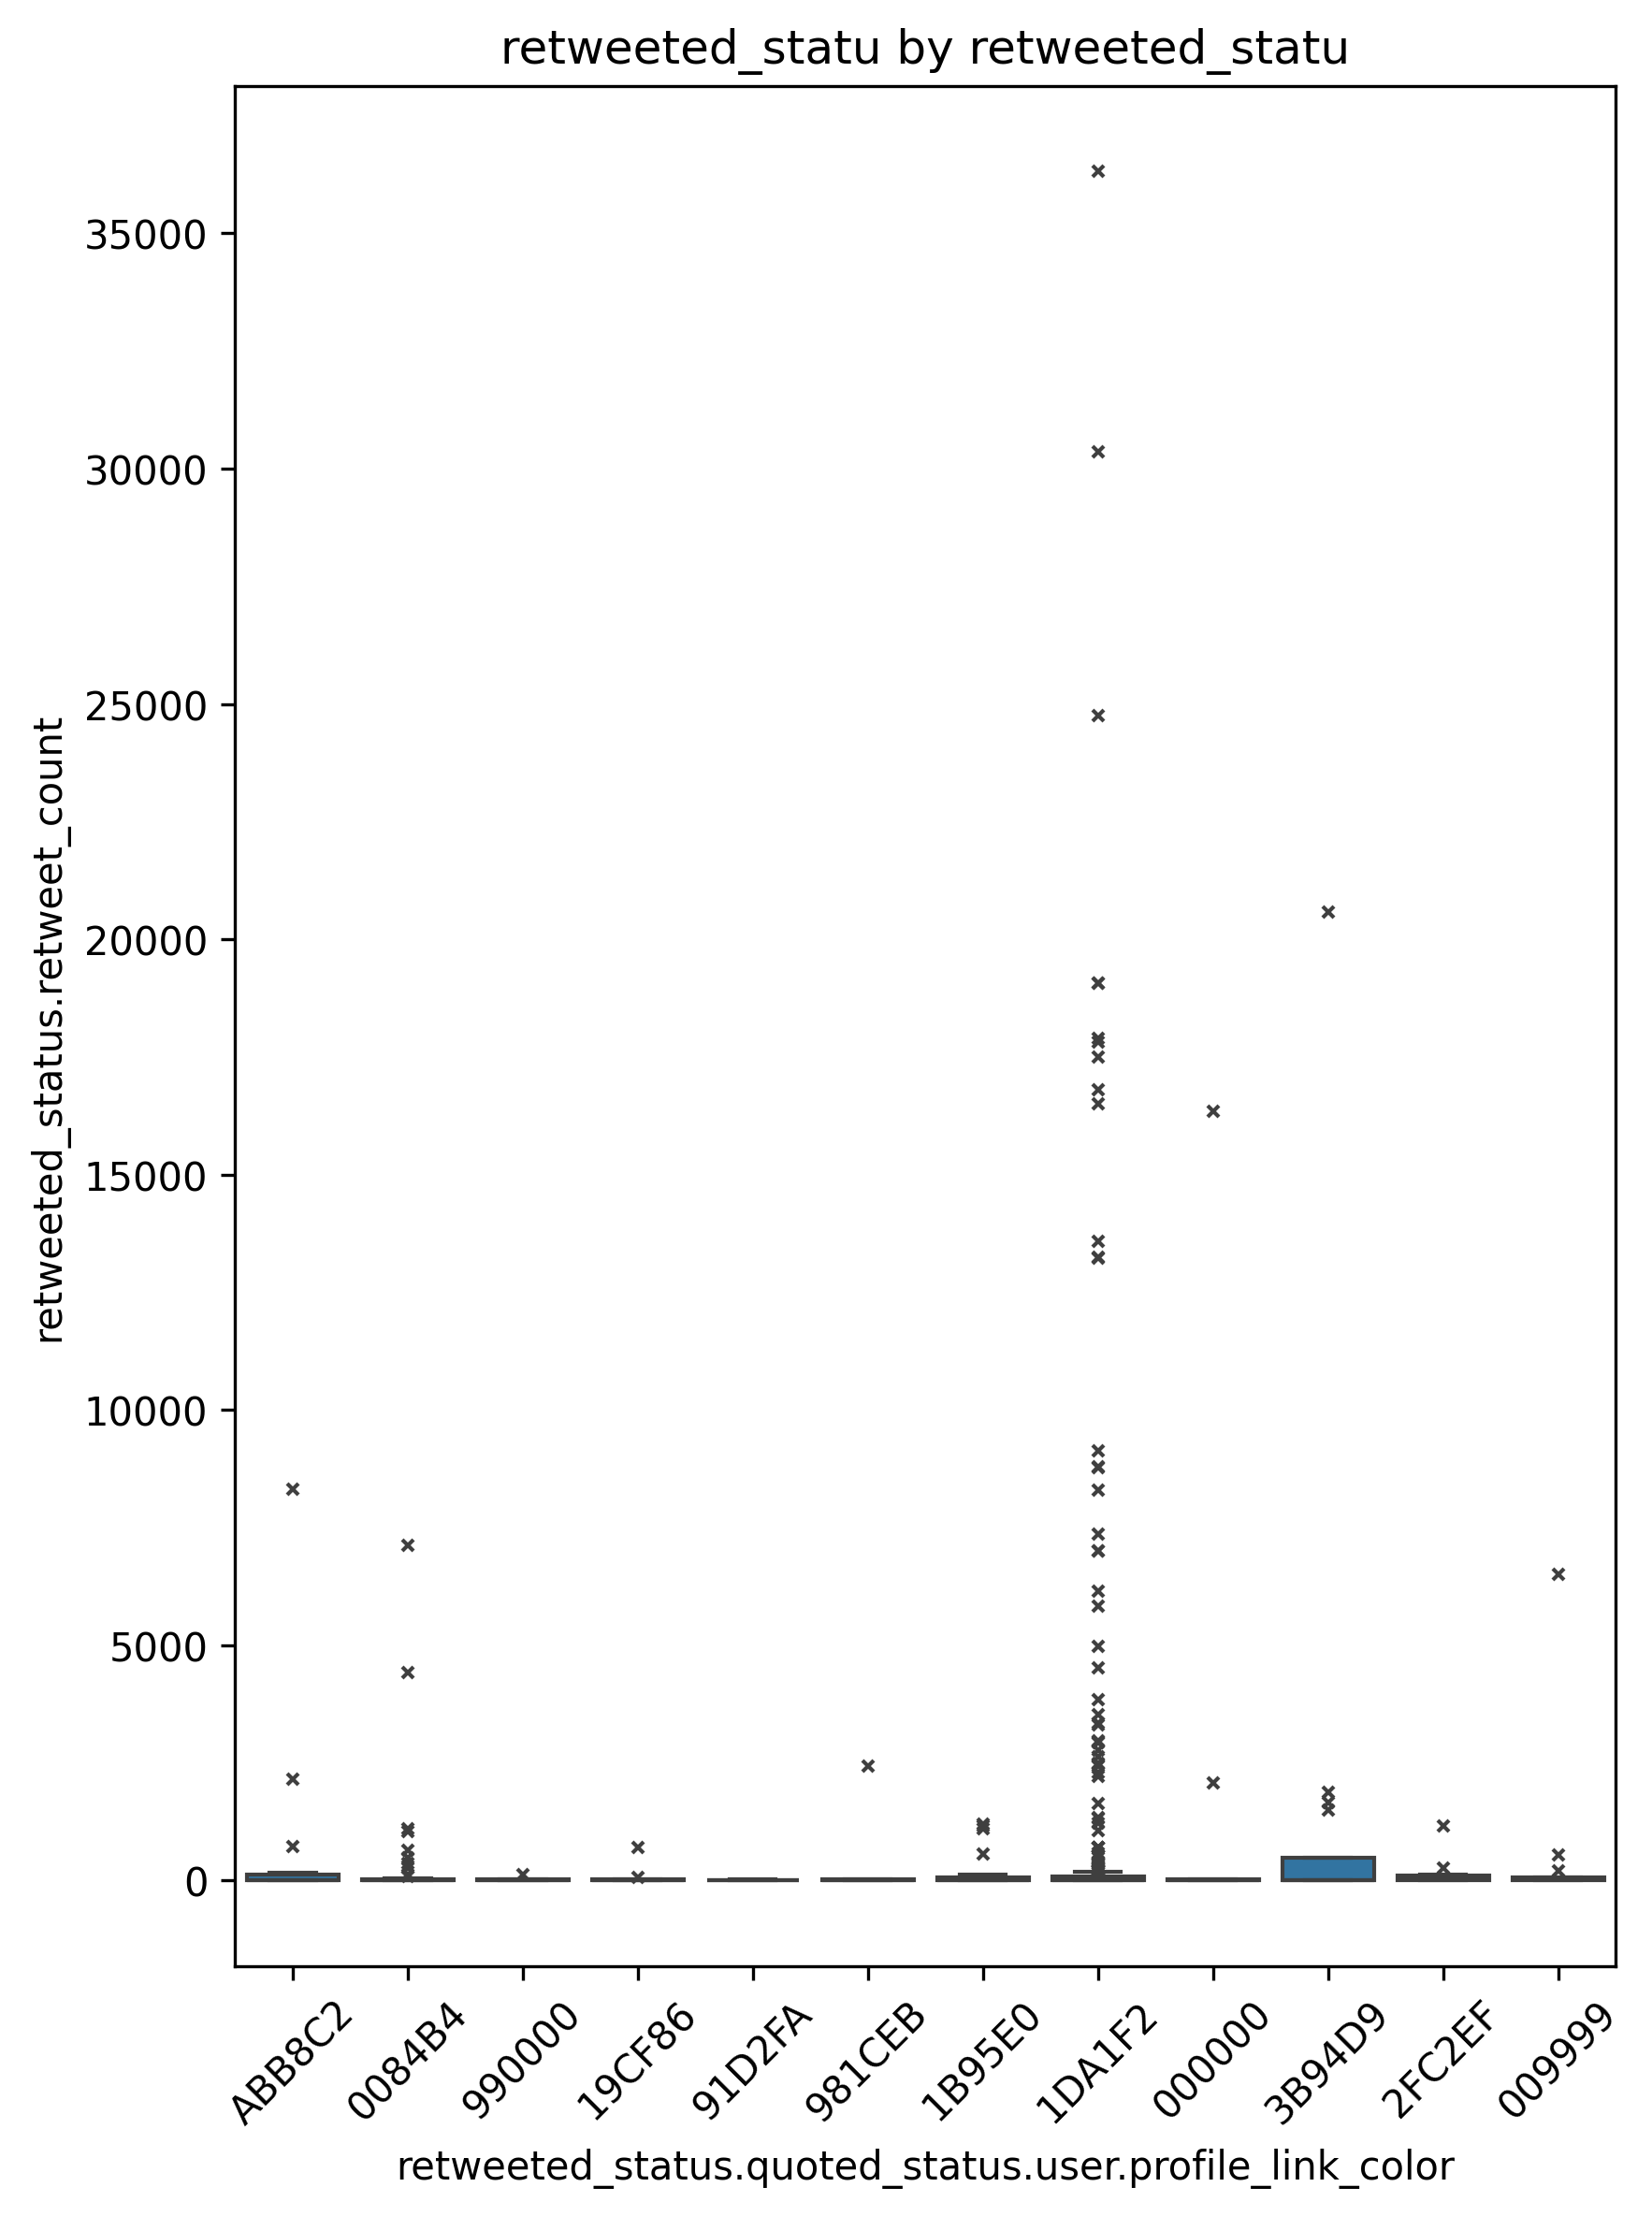 retweeted_statu by retweeted_statu
retweeted_status.retweet_count
35000
30000
25000
20000
15000
10000
5000
0
ABB8C2
0084B4
990000
19CF86
91D2FA
981CEB
1B95E0
1DA1F2
000000
3B94D9
2FC2EF
009999
retweeted_status.quoted_status.user.profile_link_color